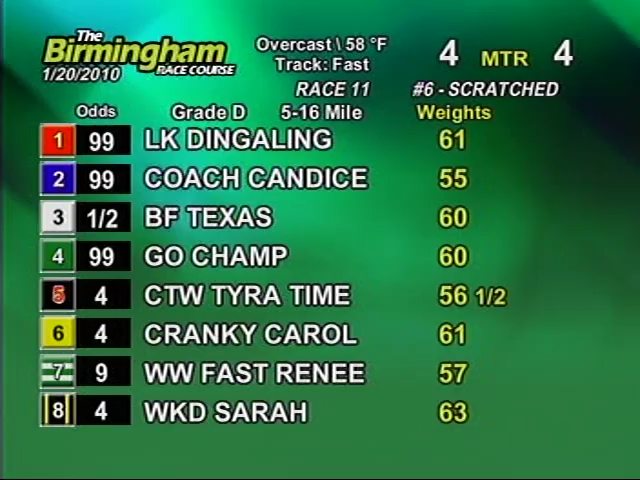 The
Birmingham
RACE COURSE
1/20/2010
Overcast \ 58 °F
Track: Fast
4 MTR 4
RACE 11 #6 - SCRATCHED
Odds Grade D 5-16 Mile Weights
1 99 LK DINGALING 61
2 99 COACH CANDICE 55
3 1/2 BF TEXAS 60
4 99 GO CHAMP 60
5 4 CTW TYRA TIME 56 1/2
6 4 CRANKY CAROL 61
7 9 WW FAST RENEE 57
8 4 WKD SARAH 63